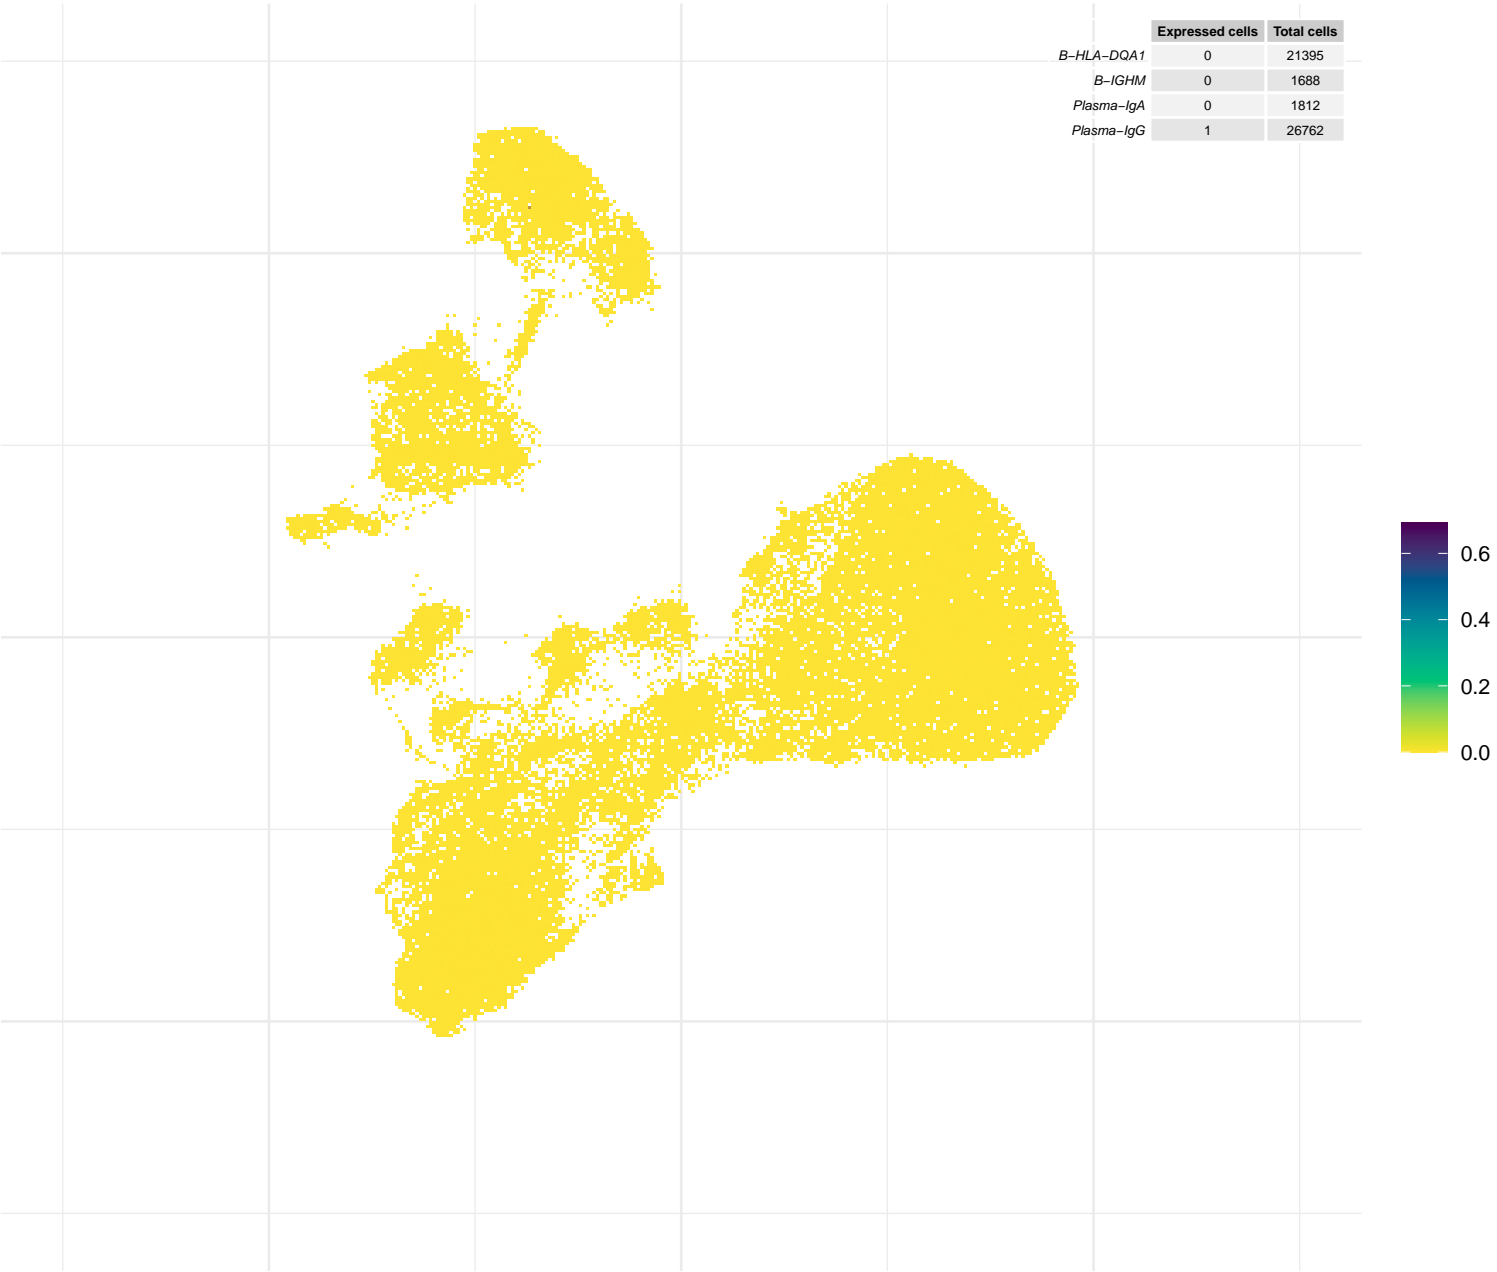 Expressed cells Total cells
B−HLA−DQA1 0 21395
B−IGHM 0 1688
Plasma−IgA 0 1812
Plasma−IgG 1 26762
0.6
0.4
0.2
0.0